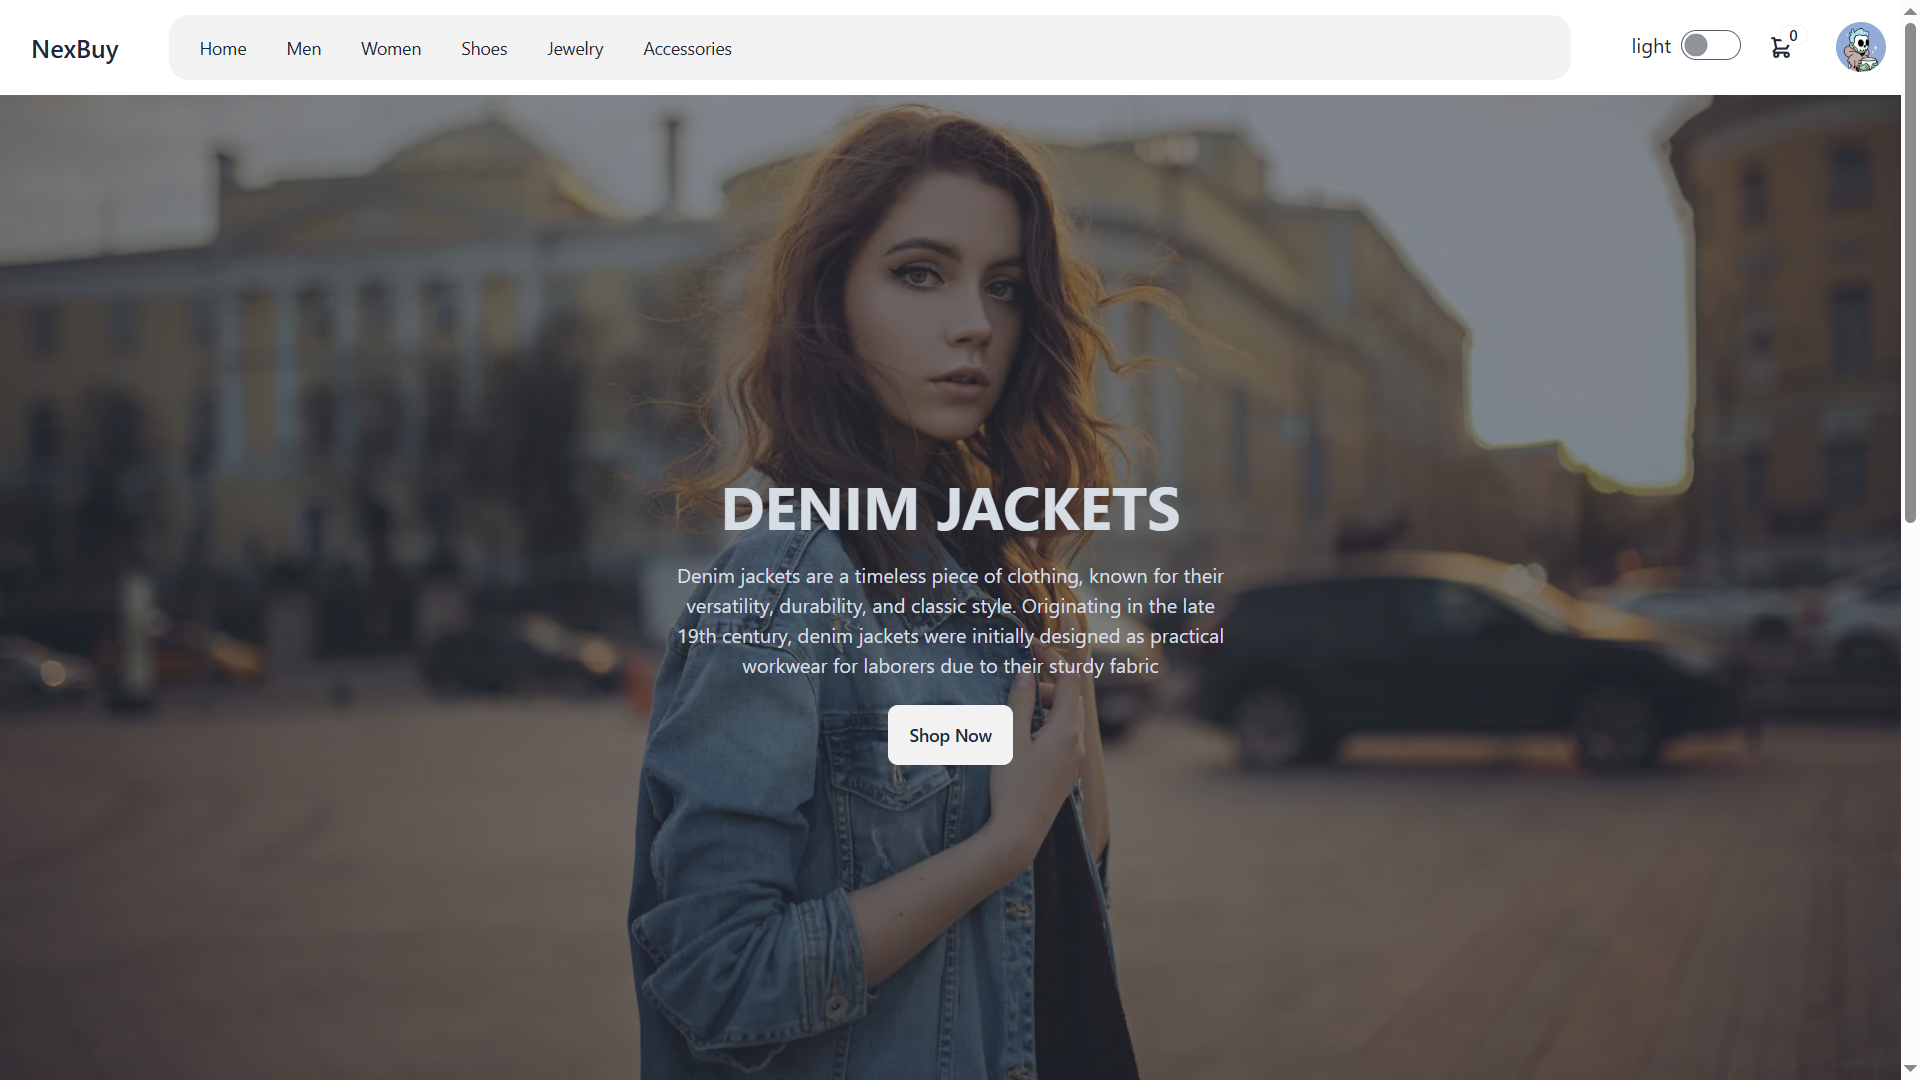 NexBuy
Home
Men
Women
Shoes
Jewelry
Accessories
light
0
DENIM JACKETS
Denim jackets are a timeless piece of clothing, known for their
versatility, durability, and classic style. Originating in the late
19th century, denim jackets were initially designed as practical
workwear for laborers due to their sturdy fabric
Shop Now